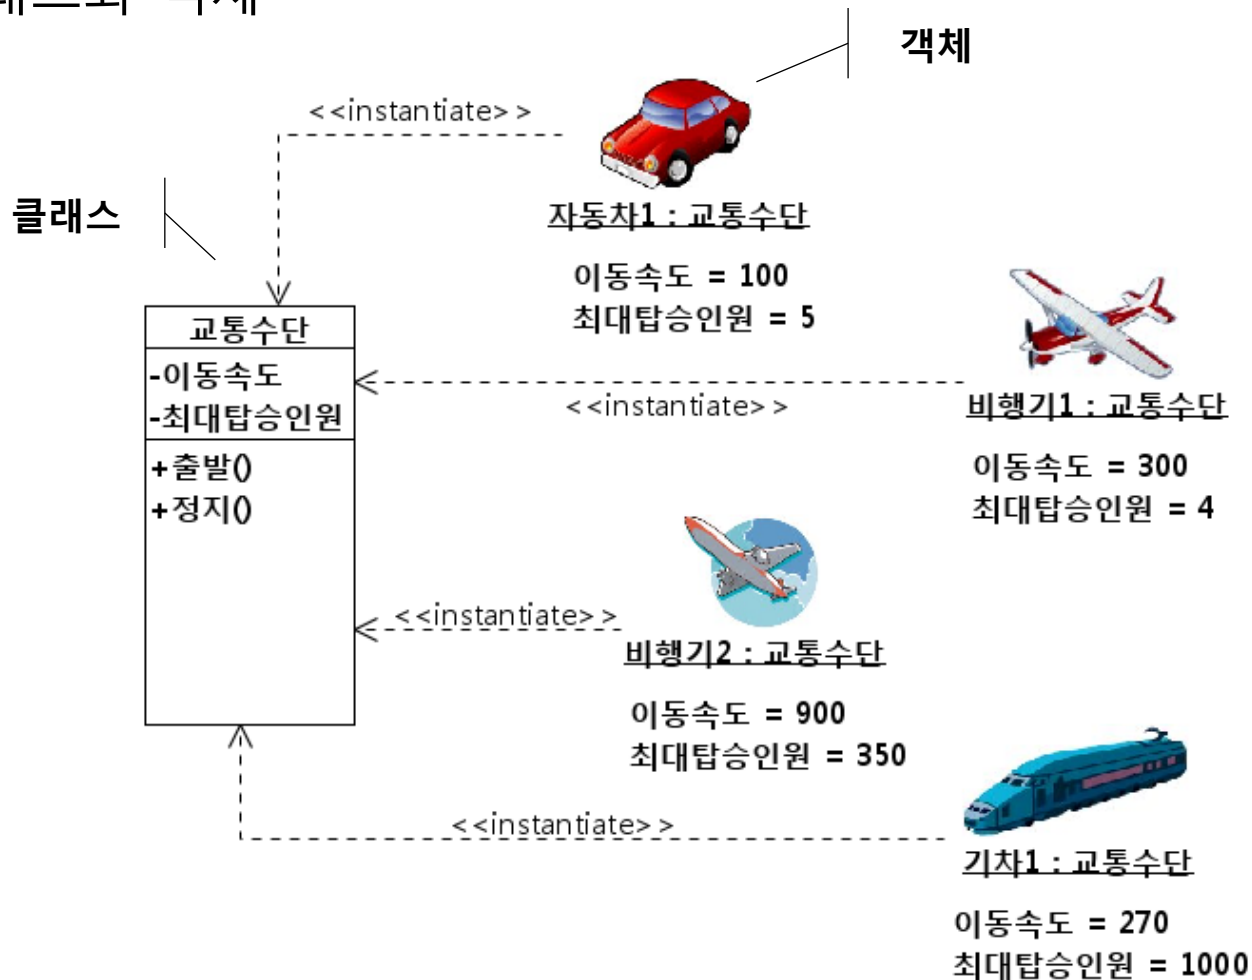 객체
<<instantiate>>
클래스
자동차1 : 교통수단
이동속도 = 100
최대탑승인원 = 5
교통수단
-이동속도
-최대탑승인원
+출발()
+정지()
<<instantiate>>
비행기1 : 교통수단
이동속도 = 300
최대탑승인원 = 4
<<instantiate>>
비행기2 : 교통수단
이동속도 = 900
최대탑승인원 = 350
<<instantiate>>
기차1 : 교통수단
이동속도 = 270
최대탑승인원 = 1000